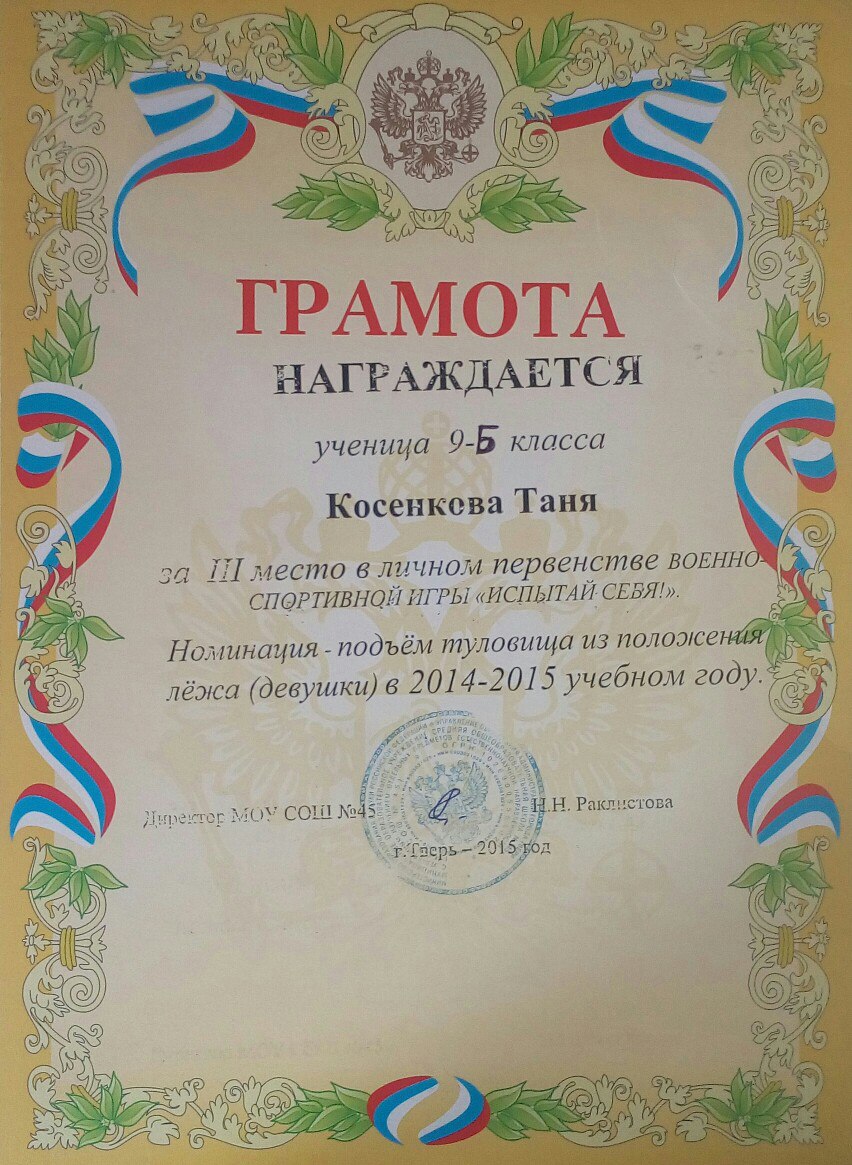 ГРАМОТА
НАГРАЖДАЕТСЯ
ученица 9-Б класса
Косенкова Таня
за III место в личном первенстве ВОЕННО-
СПОРТИВНОЙ ИГРЫ «ИСПЫТАЙ СЕБЯ!».
Номинация - подъём туловища из положения
лёжа (девушки) в 2014-2015 учебном году.
Директор МОУ СОШ №45 Н.Н. Раклистова
г.Тверь – 2015 год